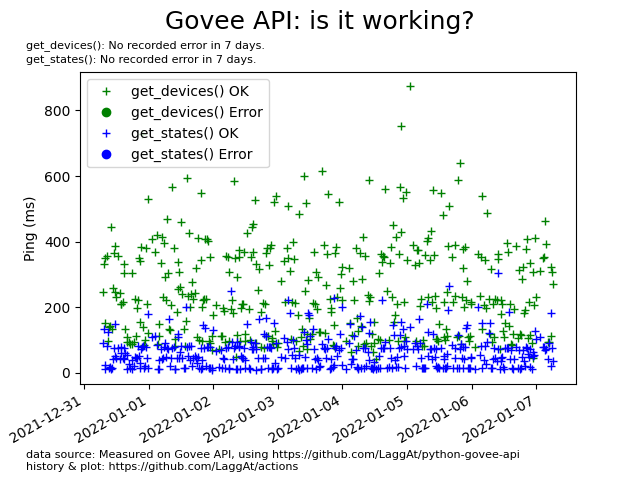 Govee API: is it working?
get_devices(): No recorded error in 7 days.
get_states(): No recorded error in 7 days.
get_devices() OK
get_devices() Error
get_states() OK
get_states() Error
Ping (ms)
800
600
400
200
0
2021-12-31
2022-01-01
2022-01-02
2022-01-03
2022-01-04
2022-01-05
2022-01-06
2022-01-07
data source: Measured on Govee API, using https://github.com/LaggAt/python-govee-api
history & plot: https://github.com/LaggAt/actions